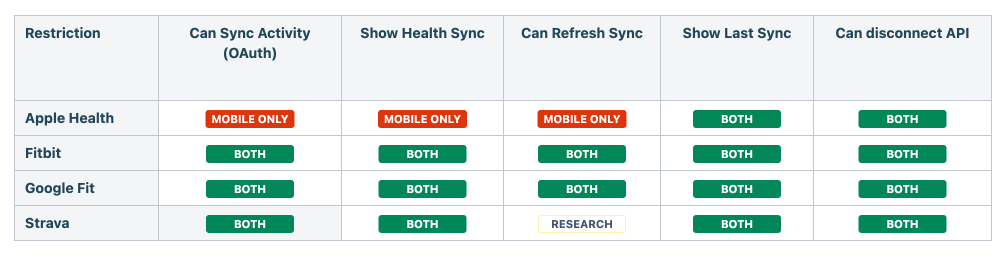 Restriction Can Sync Activity (OAuth) Show Health Sync Can Refresh Sync Show Last Sync Can disconnect API
Apple Health MOBILE ONLY MOBILE ONLY MOBILE ONLY BOTH BOTH
Fitbit BOTH BOTH BOTH BOTH BOTH
Google Fit BOTH BOTH BOTH BOTH BOTH
Strava BOTH BOTH RESEARCH BOTH BOTH